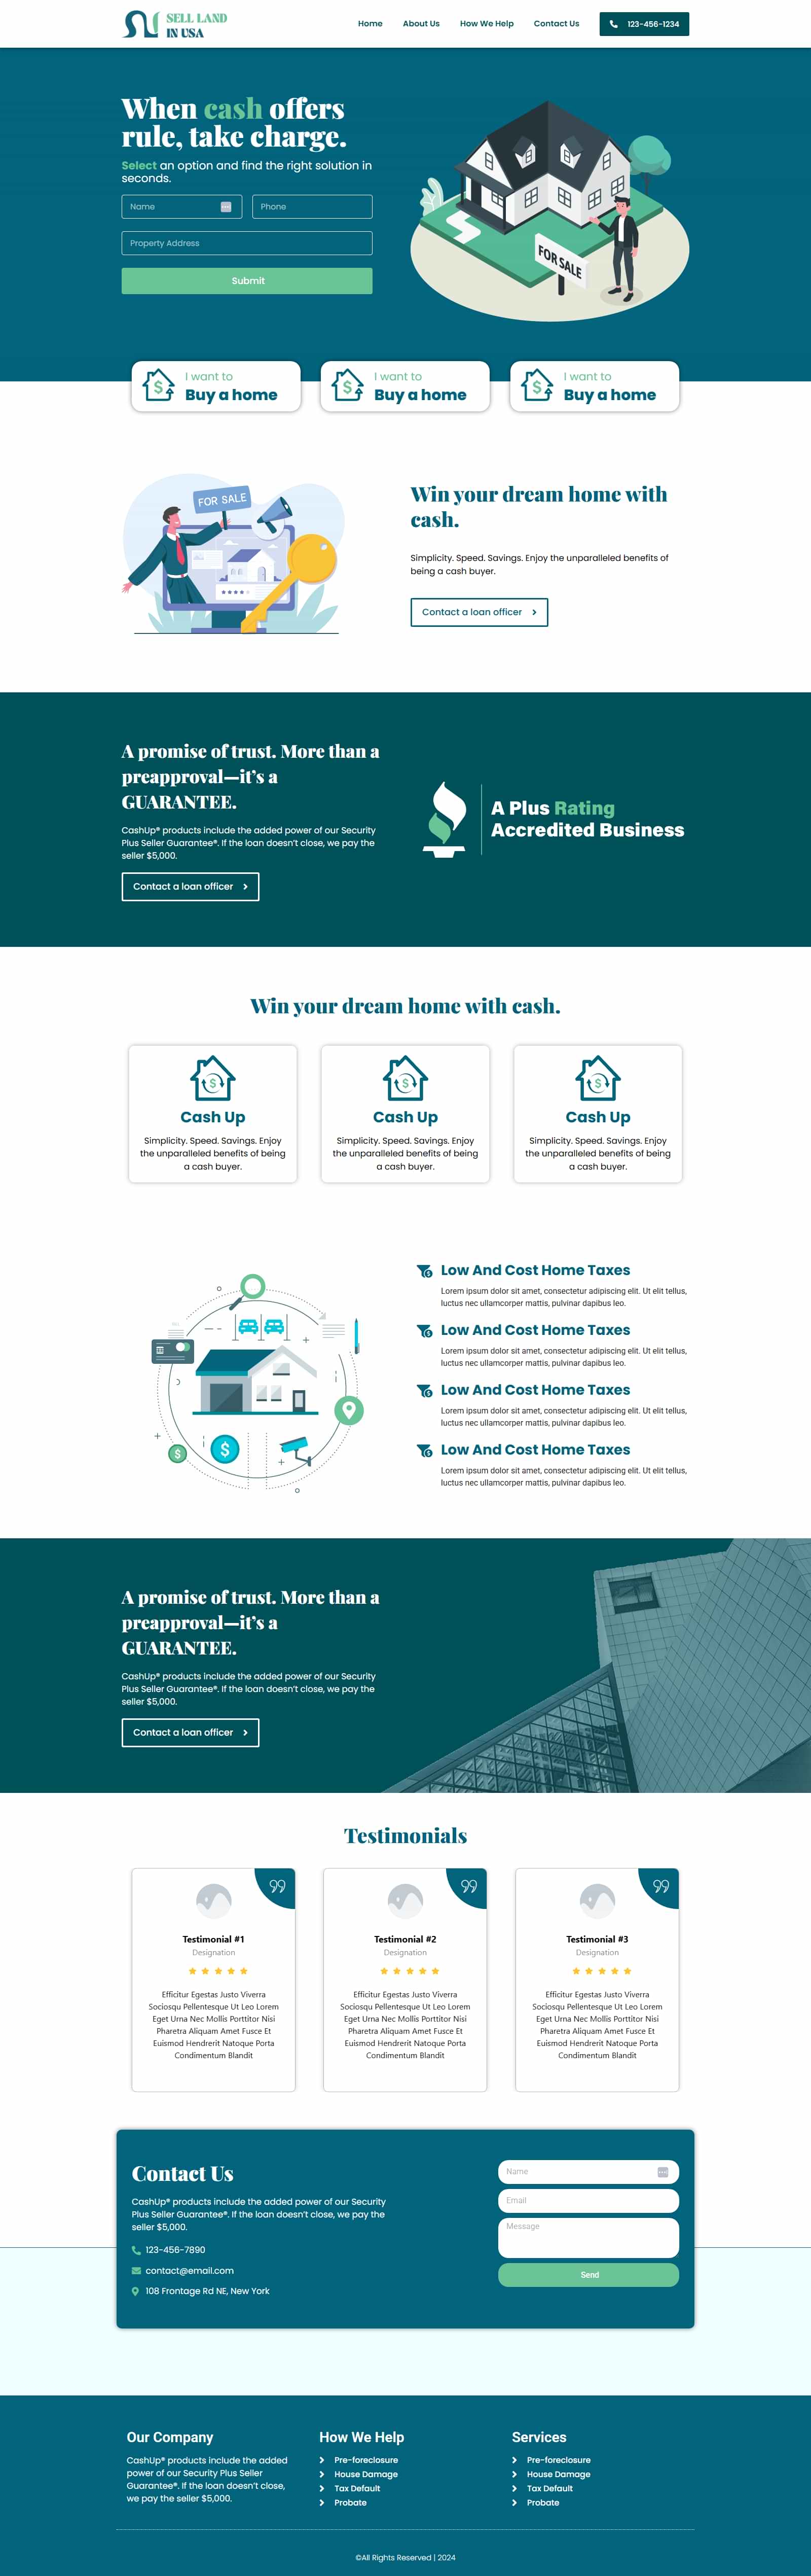 SELL LAND
IN USA
Home
About Us
How We Help
Contact Us
123-456-1234
When cash offers
rule, take charge.
Select an option and find the right solution in
seconds.
Name
Phone
Property Address
Submit
FOR SALE
I want to
Buy a home
I want to
Buy a home
I want to
Buy a home
FOR SALE
Win your dream home with
cash.
Simplicity. Speed. Savings. Enjoy the unparalleled benefits of
being a cash buyer.
Contact a loan officer
A promise of trust. More than a
preapproval—it's a
GUARANTEE.
CashUp® products include the added power of our Security
Plus Seller Guarantee®. If the loan doesn't close, we pay the
seller $5,000.
Contact a loan officer
A Plus Rating
Accredited Business
Win your dream home with cash.
Cash Up
Simplicity. Speed. Savings. Enjoy
the unparalleled benefits of being
a cash buyer.
Cash Up
Simplicity. Speed. Savings. Enjoy
the unparalleled benefits of being
a cash buyer.
Cash Up
Simplicity. Speed. Savings. Enjoy
the unparalleled benefits of being
a cash buyer.
Low And Cost Home Taxes
Lorem ipsum dolor sit amet, consectetur adipiscing elit. Ut elit tellus,
luctus nec ullamcorper mattis, pulvinar dapibus leo.
Low And Cost Home Taxes
Lorem ipsum dolor sit amet, consectetur adipiscing elit. Ut elit tellus,
luctus nec ullamcorper mattis, pulvinar dapibus leo.
Low And Cost Home Taxes
Lorem ipsum dolor sit amet, consectetur adipiscing elit. Ut elit tellus,
luctus nec ullamcorper mattis, pulvinar dapibus leo.
Low And Cost Home Taxes
Lorem ipsum dolor sit amet, consectetur adipiscing elit. Ut elit tellus,
luctus nec ullamcorper mattis, pulvinar dapibus leo.
A promise of trust. More than a
preapproval—it's a
GUARANTEE.
CashUp® products include the added power of our Security
Plus Seller Guarantee®. If the loan doesn't close, we pay the
seller $5,000.
Contact a loan officer
Testimonials
Testimonial #1
Designation
Efficitur Egestas Justo Viverra
Sociosqu Pellentesque Ut Leo Lorem
Eget Urna Nec Mollis Porttitor Nisi
Pharetra Aliquam Amet Fusce Et
Euismod Hendrerit Natoque Porta
Condimentum Blandit
Testimonial #2
Designation
Efficitur Egestas Justo Viverra
Sociosqu Pellentesque Ut Leo Lorem
Eget Urna Nec Mollis Porttitor Nisi
Pharetra Aliquam Amet Fusce Et
Euismod Hendrerit Natoque Porta
Condimentum Blandit
Testimonial #3
Designation
Efficitur Egestas Justo Viverra
Sociosqu Pellentesque Ut Leo Lorem
Eget Urna Nec Mollis Porttitor Nisi
Pharetra Aliquam Amet Fusce Et
Euismod Hendrerit Natoque Porta
Condimentum Blandit
Contact Us
CashUp® products include the added power of our Security
Plus Seller Guarantee®. If the loan doesn't close, we pay the
seller $5,000.
123-456-7890
contact@email.com
108 Frontage Rd NE, New York
Name
Email
Message
Send
Our Company
CashUp® products include the added
power of our Security Plus Seller
Guarantee®. If the loan doesn't close,
we pay the seller $5,000.
How We Help
Pre-foreclosure
House Damage
Tax Default
Probate
Services
Pre-foreclosure
House Damage
Tax Default
Probate
©All Rights Reserved | 2024